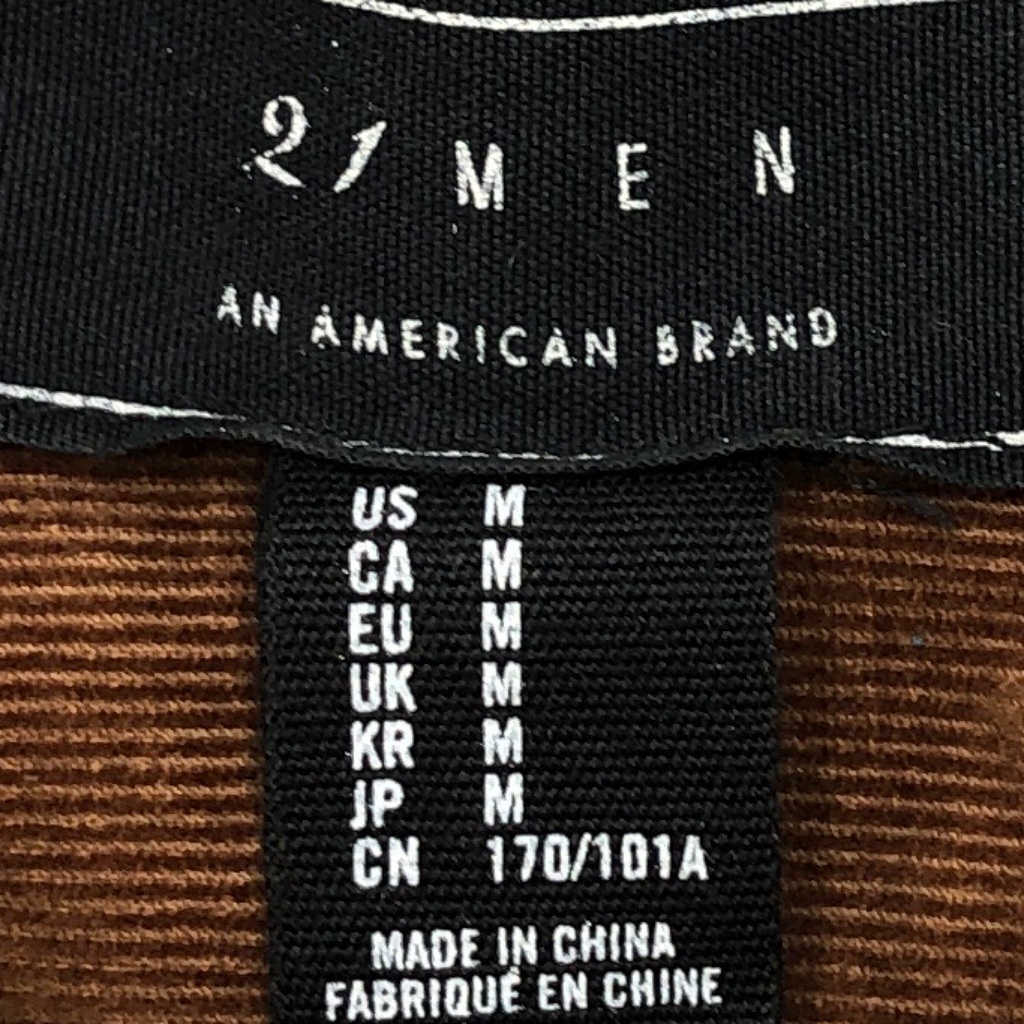 21 MEN
AN AMERICAN BRAND
US M
CA M
EU M
UK M
KR M
JP M
CN 170/101A
MADE IN CHINA
FABRIQUÉ EN CHINE